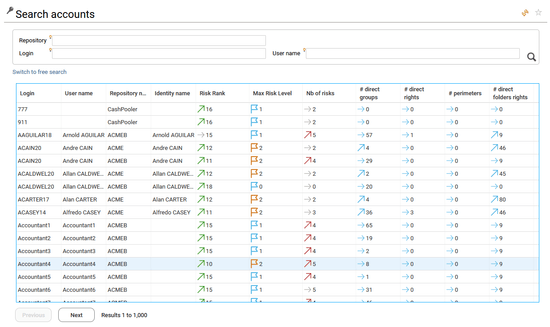 Search accounts
Repository
Login User name
Switch to free search
Login User name Repository n... Identity name Risk Rank Max Risk Level Nb of risks # direct groups # direct rights # perimeters # direct folders rights
777 CashPooler 16 1 2 0 0 0 0
911 CashPooler 16 1 2 0 0 0 0
AAGUILAR18 Arnold AGUILAR ACMEB Arnold AGUILAR 15 1 5 57 1 0 9
ACAIN20 Andre CAIN ACME Andre CAIN 12 2 2 4 0 0 46
ACAIN20 Andre CAIN ACMEB Andre CAIN 11 2 4 29 0 0 9
ACALDWEL20 Allan CALDWE... ACME Allan CALDWEL 12 2 2 2 0 0 45
ACALDWEL20 Allan CALDWE... ACMEB Allan CALDWEL 18 0 0 20 0 0 0
ACARTER17 Alan CARTER ACME Alan CARTER 12 2 2 4 0 0 80
ACASEY14 Alfredo CASEY ACME Alfredo CASEY 11 2 3 36 3 0 46
Accountant1 Accountant1 ACMEB 15 1 4 65 0 0 9
Accountant2 Accountant2 ACMEB 15 1 4 19 0 0 9
Accountant3 Accountant3 ACMEB 15 1 4 2 0 0 9
Accountant4 Accountant4 ACMEB 10 2 5 8 0 0 9
Accountant5 Accountant5 ACMEB 15 1 4 1 0 0 9
Accountant6 Accountant6 ACMEB 15 1 5 31 0 0 9
Previous Next Results 1 to 1,000